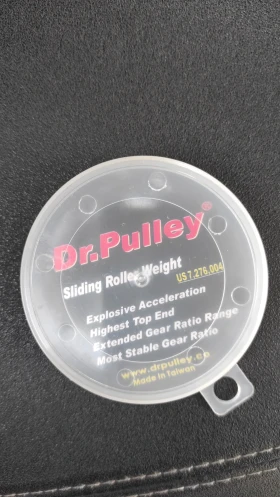 Dr.Pulley®
Sliding Roller Weight
US 7,276,004
Explosive Acceleration
Highest Top End
Extended Gear Ratio Range
Most Stable Gear Ratio
www.drpulley.cc
Made In Taiwan